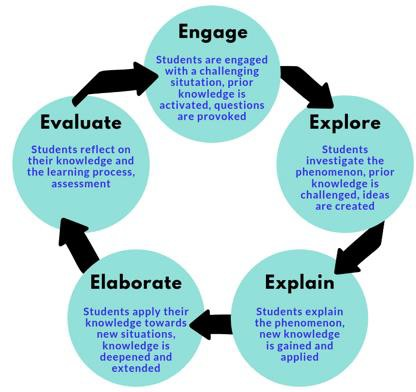 Engage
Students are engaged
with a challenging
situtation, prior
knowledge is
activated, questions
are provoked
Explore
Students
investigate the
phenomenon, prior
knowledge is
challenged, ideas
are created
Explain
Students explain
the phenomenon,
new knowledge
is gained and
applied
Elaborate
Students apply their
knowledge towards
new situations,
knowledge is
deepened and
extended
Evaluate
Students reflect on
their knowledge and
the learning process,
assessment